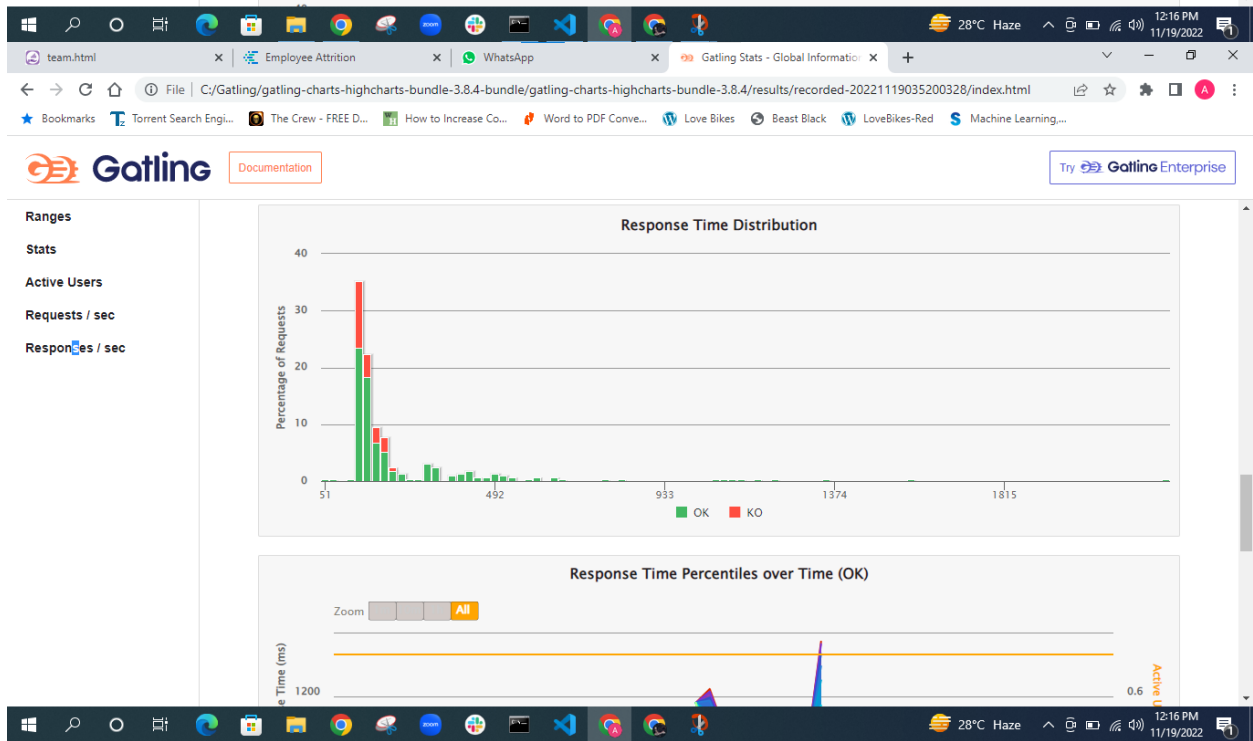 40
zoom
28°C Haze
12:16 PM
11/19/2022
1
team.html
Employee Attrition
WhatsApp
Gatling Stats - Global Information
File
C:/Gatling/gatling-charts-highcharts-bundle-3.8.4-bundle/gatling-charts-highcharts-bundle-3.8.4/results/recorded-20221119035200328/index.html
A
Bookmarks
Torrent Search Engi...
The Crew - FREE D...
How to Increase Co...
Word to PDF Conve...
Love Bikes
Beast Black
LoveBikes-Red
Machine Learning,...
Gatling
Documentation
Try Gatling Enterprise
Ranges
Stats
Active Users
Requests / sec
Responses / sec
Response Time Distribution
Percentage of Requests
40
30
20
10
0
51
492
933
1374
1815
OK
KO
Response Time Percentiles over Time (OK)
Zoom
All
e Time (ms)
1200
0.6
Active U
zoom
28°C Haze
12:16 PM
11/19/2022
1